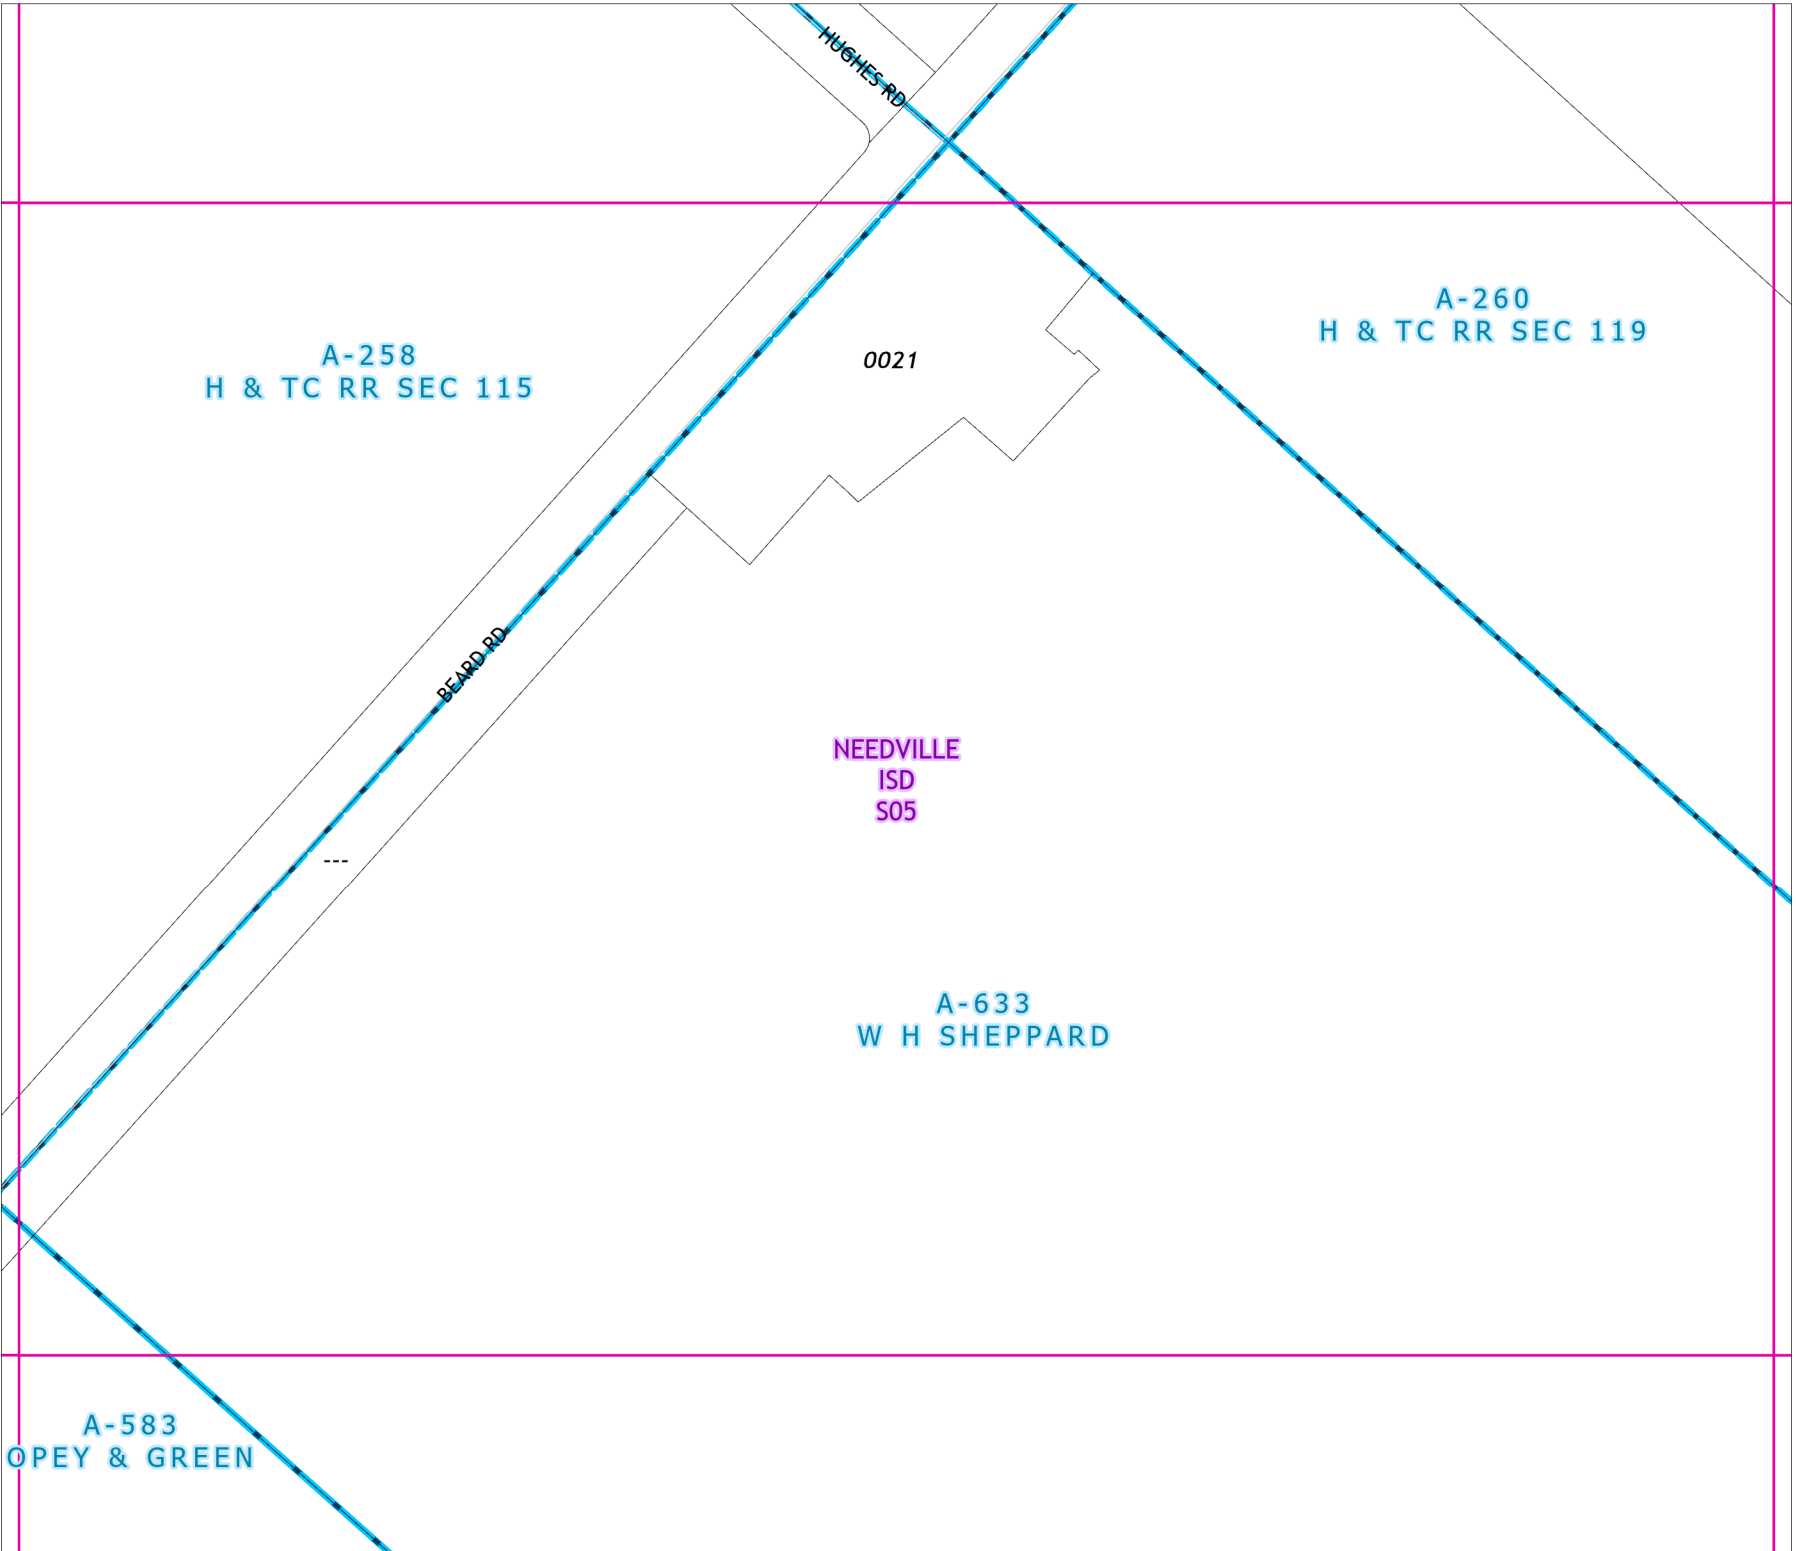 HUGHES RD
A-260
H & TC RR SEC 119
A-258
H & TC RR SEC 115
0021
BEARD RD
NEEDVILLE
ISD
S05
---
A-633
W H SHEPPARD
A-583
OPEY & GREEN